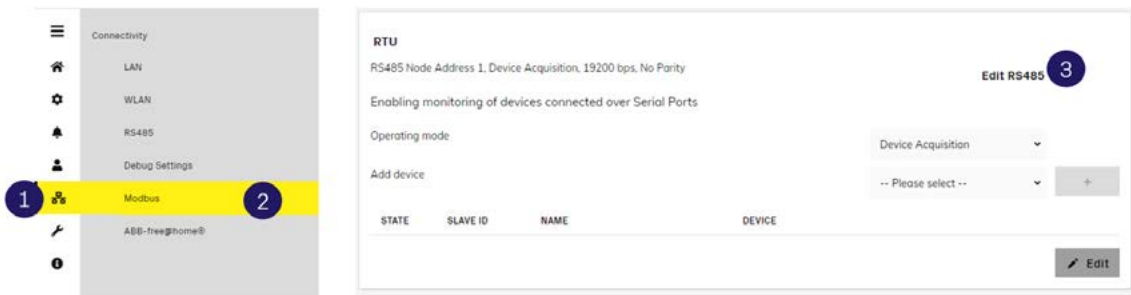 Connectivity
LAN
WLAN
RS485
Debug Settings
1
Modbus
2
ABB-free@home®
RTU
RS485 Node Address 1, Device Acquisition, 19200 bps, No Parity
Edit RS485
3
Enabling monitoring of devices connected over Serial Ports
Operating mode
Device Acquisition
Add device
-- Please select --
+
STATE SLAVE ID NAME DEVICE
Edit